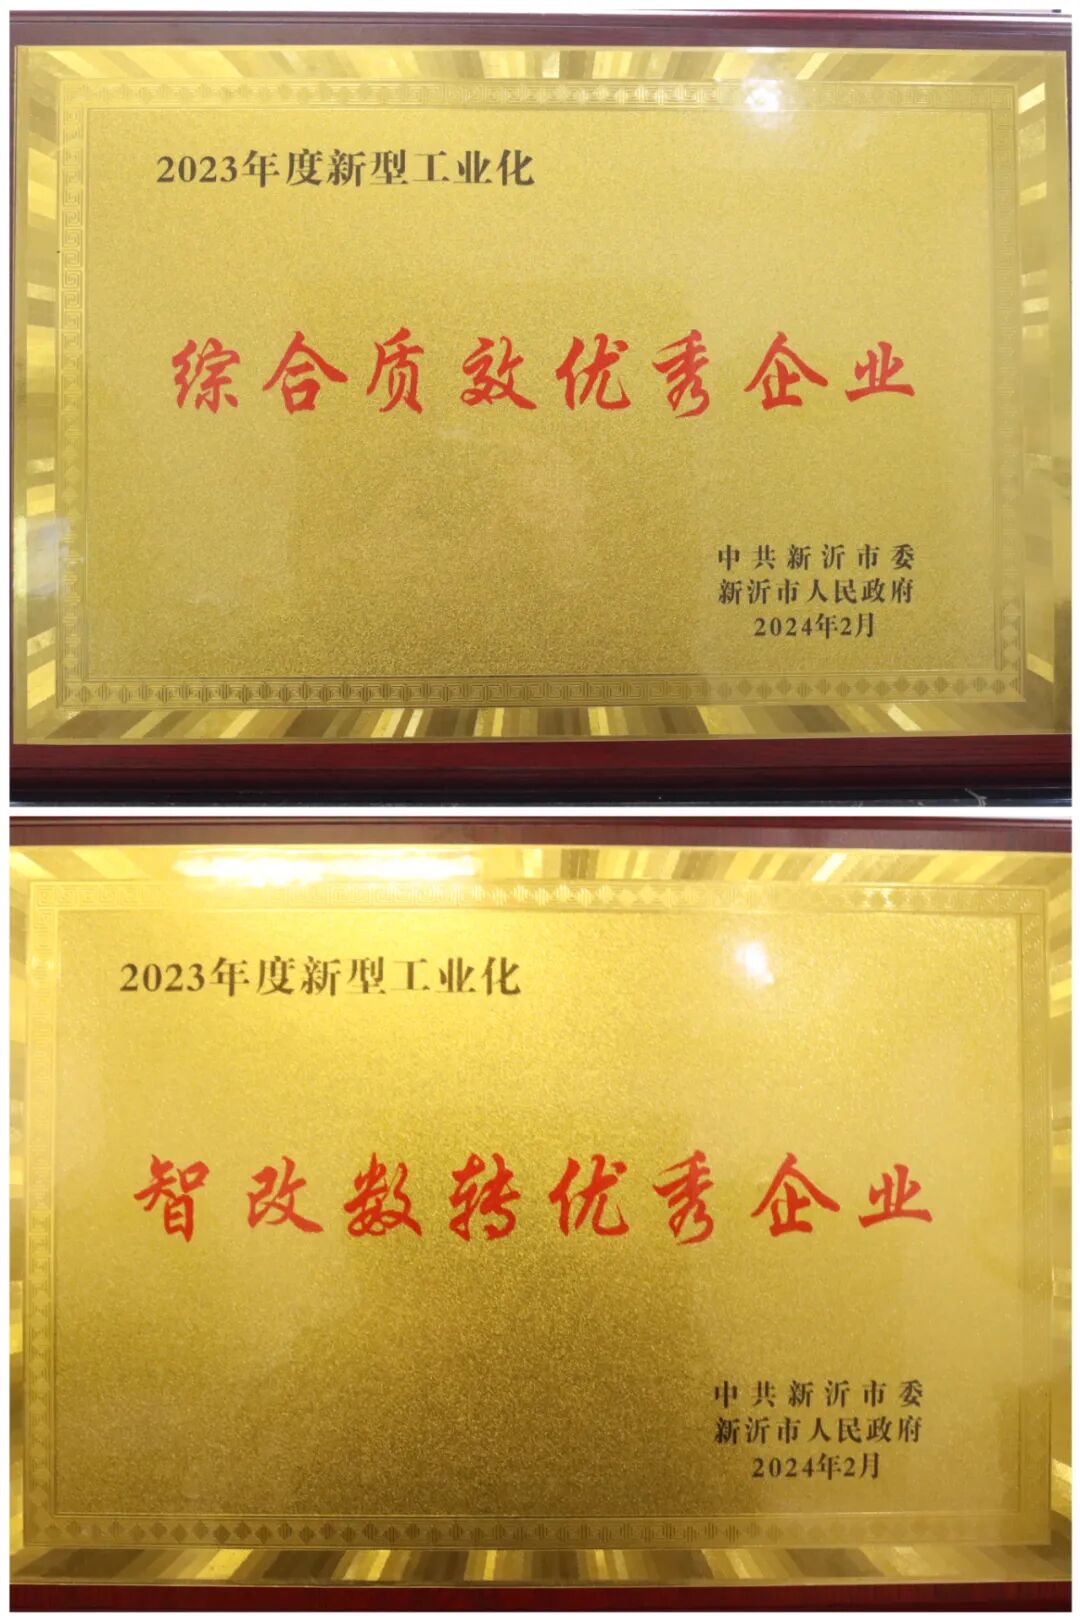 2023年度新型工业化
综合质效优秀企业
中共新沂市委
新沂市人民政府
2024年2月
2023年度新型工业化
智改数转优秀企业
中共新沂市委
新沂市人民政府
2024年2月